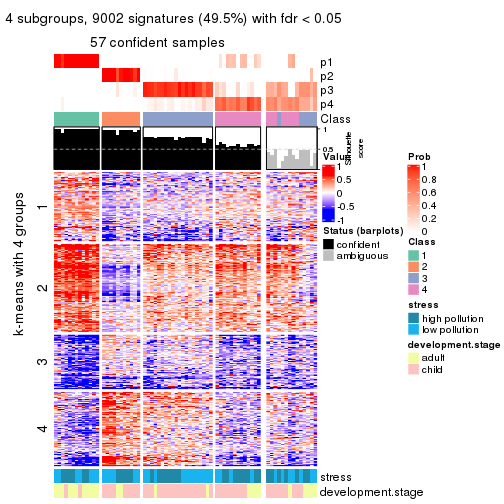 4 subgroups, 9002 signatures (49.5%) with fdr < 0.05
57 confident samples
p1
p2
p3
p4
Class
1
0.5
Silhouette
score
k-means with 4 groups
1
2
3
4
stress
development.stage
Value
1
0.5
0
-0.5
-1
Status (barplots)
confident
ambiguous
Prob
1
0.8
0.6
0.4
0.2
0
Class
1
2
3
4
stress
high pollution
low pollution
development.stage
adult
child